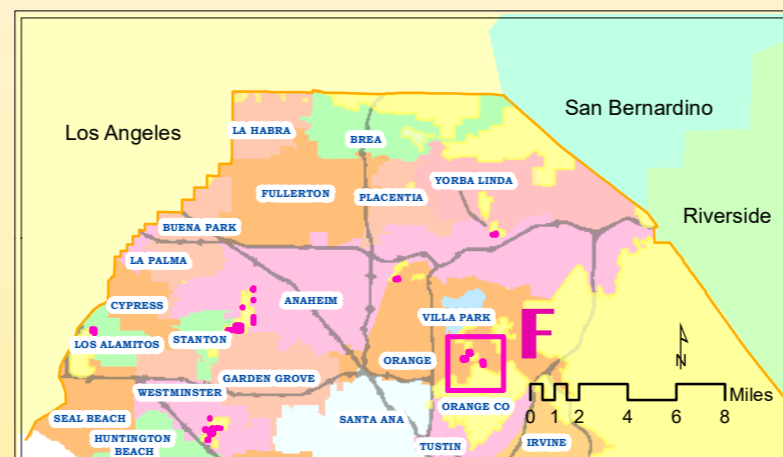 San Bernardino
Los Angeles
LA HABRA
BREA
YORBA LINDA
FULLERTON
PLACENTIA
Riverside
BUENA PARK
LA PALMA
ANAHEIM
CYPRESS
VILLA PARK
F
STANTON
LOS ALAMITOS
ORANGE
N
GARDEN GROVE
WESTMINSTER
Miles
ORANGE CO
0 1 2 4 6 8
SEAL BEACH
SANTA ANA
HUNTINGTON
BEACH
TUSTIN
IRVINE